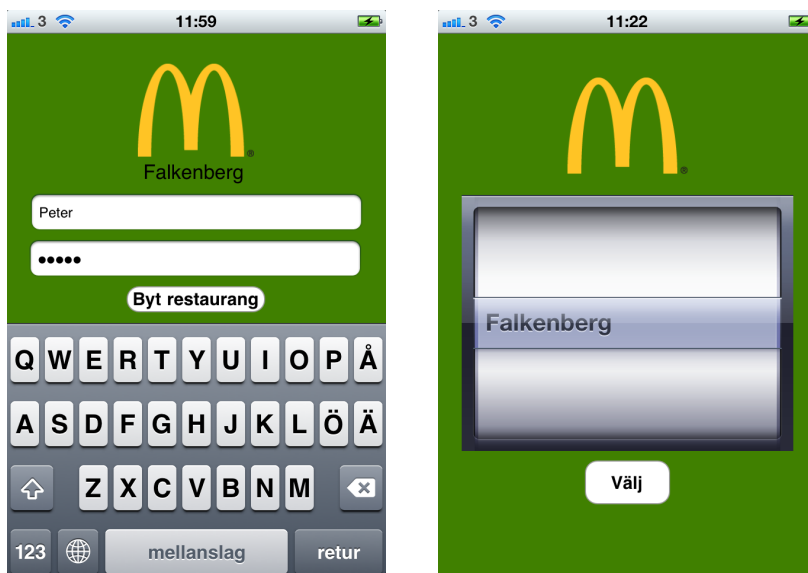 3 11:59
®
Falkenberg
Peter
•••••
Byt restaurang
Q W E R T Y U I O P Å
A S D F G H J K L Ö Ä
Z X C V B N M
123 mellanslag retur
3 11:22
®
Falkenberg
Välj